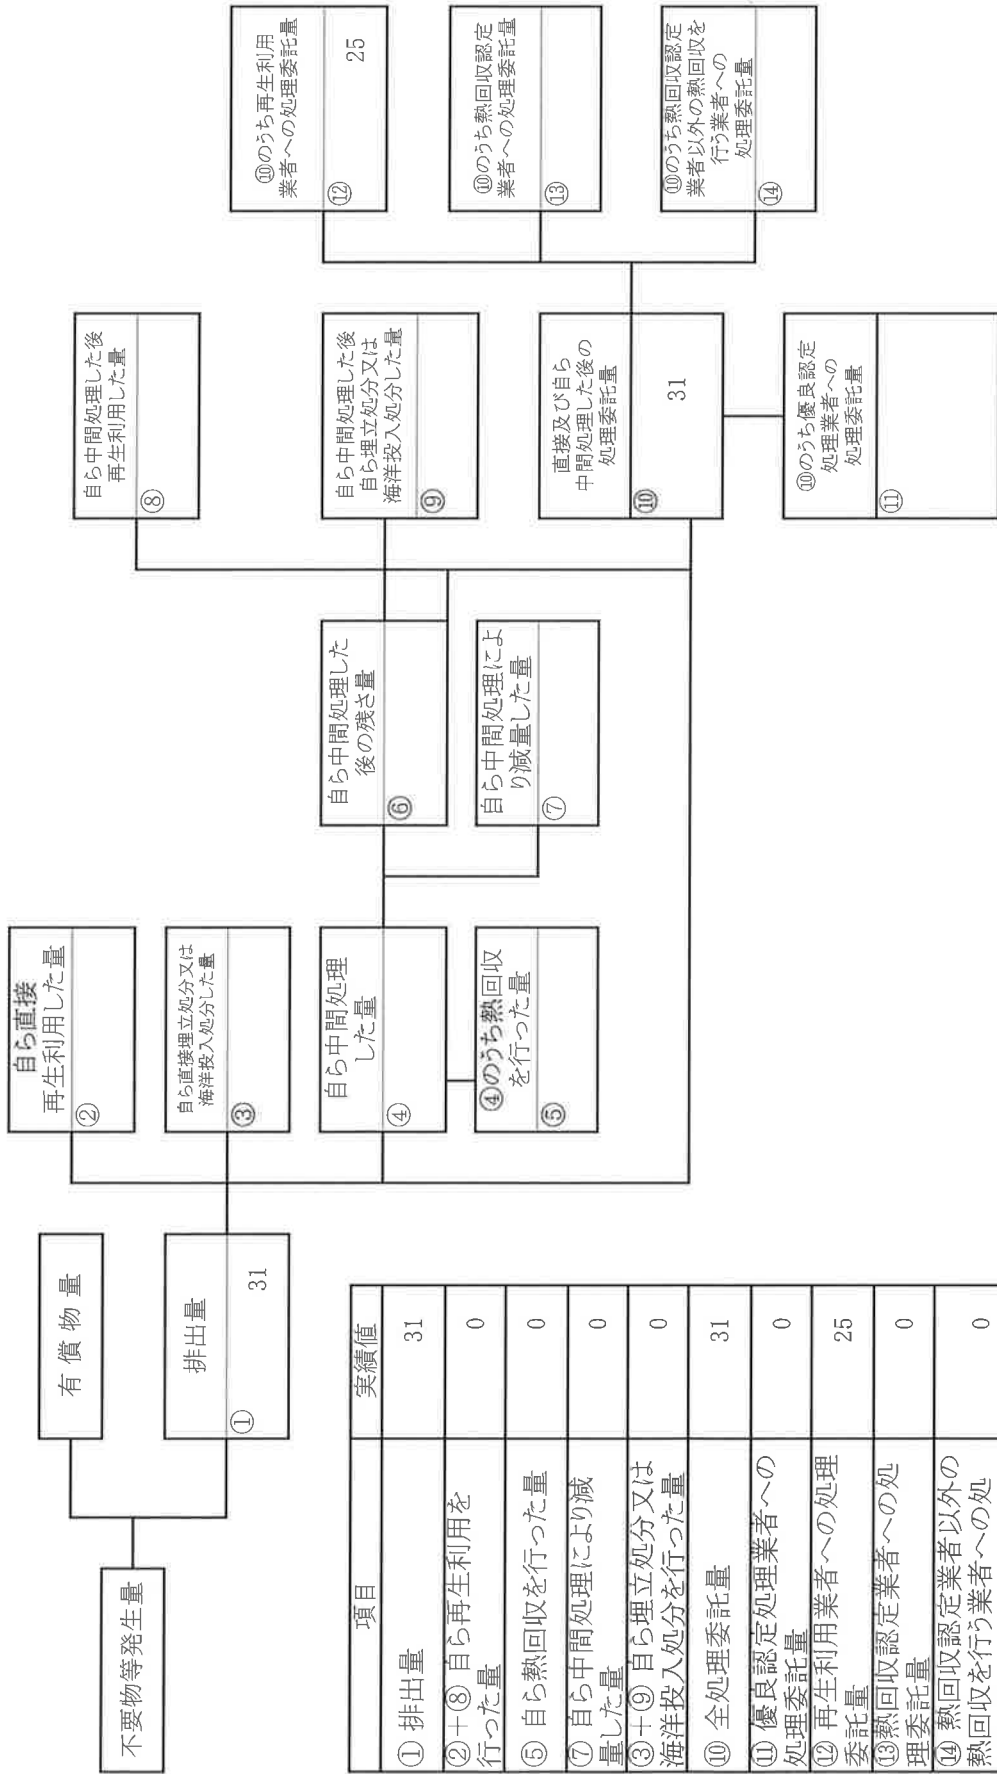 不要物等発生量
有償物量
排出量
①
31
自ら直接
再生利用した量
②
自ら直接埋立処分又は
海洋投入処分した量
③
自ら中間処理
した量
④
④のうち熱回収
を行った量
⑤
自ら中間処理した
後の残さ量
⑥
自ら中間処理によ
り減量した量
⑦
自ら中間処理した後
再生利用した量
⑧
自ら中間処理した後
自ら埋立処分又は
海洋投入処分した量
⑨
直接及び自ら
中間処理した後の
処理委託量
⑩
31
⑩のうち優良認定
処理業者への
処理委託量
⑪
⑩のうち再生利用
業者への処理委託量
⑫
25
⑩のうち熱回収認定
業者への処理委託量
⑬
⑩のうち熱回収認定
業者以外の熱回収を
行う業者への
処理委託量
⑭
項目 実績値
①排出量 31
②+⑧自ら再生利用を
行った量 0
⑤自ら熱回収を行った量 0
⑦自ら中間処理により減
量した量 0
③+⑨自ら埋立処分又は
海洋投入処分を行った量 0
⑩全処理委託量 31
⑪優良認定処理業者への
処理委託量 0
⑫再生利用業者への処理
委託量 25
⑬熱回収認定業者への処
理委託量 0
⑭熱回収認定業者以外の
熱回収を行う業者への処 0